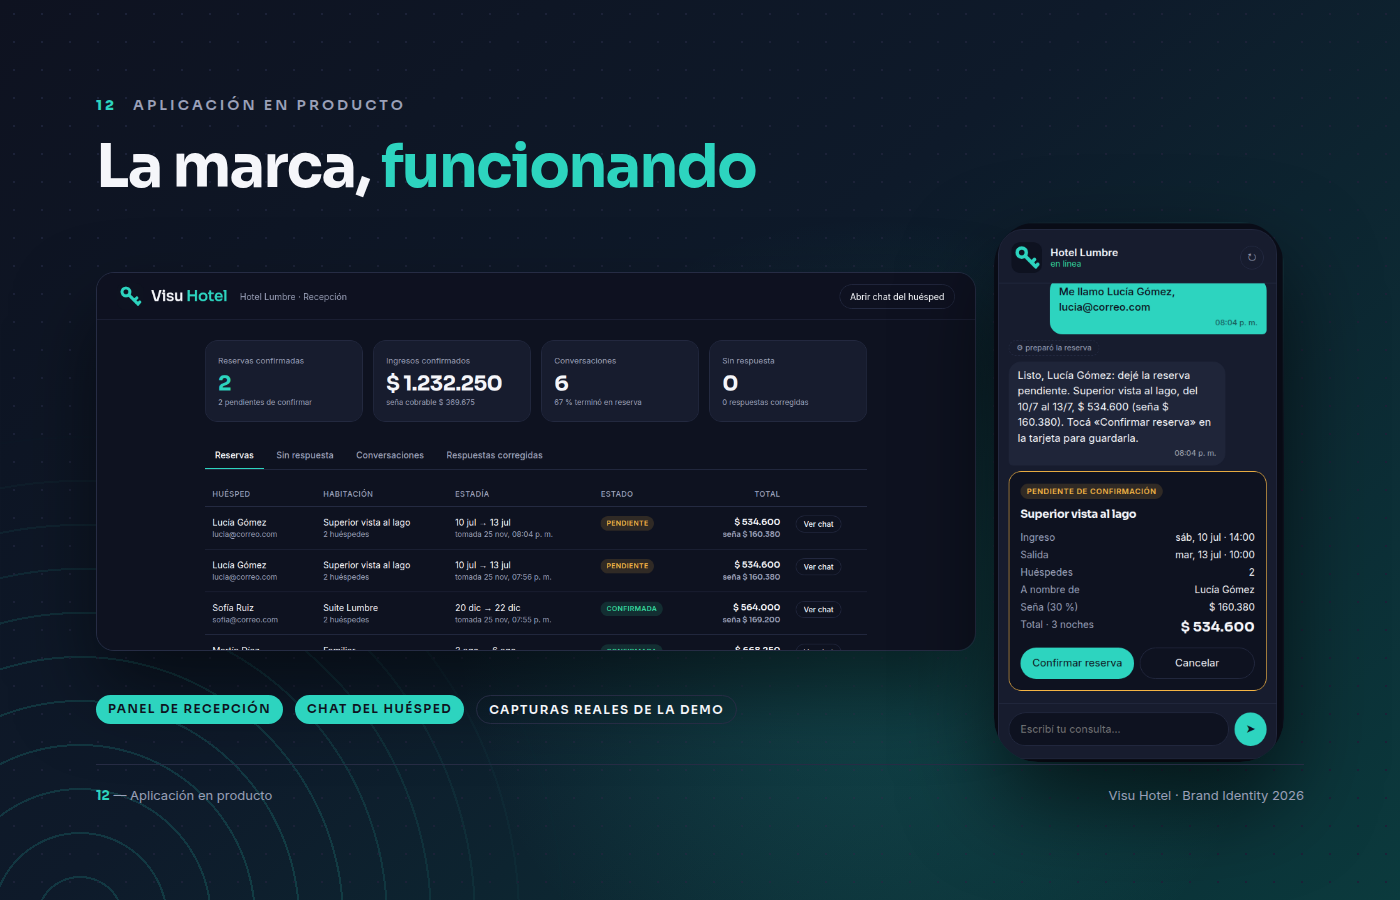 12 APLICACIÓN EN PRODUCTO
La marca, funcionando
Visu Hotel Hotel Lumbre · Recepción
Abrir chat del huésped
Reservas confirmadas
2
2 pendientes de confirmar
Ingresos confirmados
$ 1.232.250
seña cobrable $ 369.675
Conversaciones
6
67 % terminó en reserva
Sin respuesta
0
0 respuestas corregidas
Reservas Sin respuesta Conversaciones Respuestas corregidas
HUÉSPED HABITACIÓN ESTADÍA ESTADO TOTAL
Lucía Gómez Superior vista al lago 10 jul → 13 jul PENDIENTE $ 534.600 Ver chat
lucia@correo.com 2 huéspedes tomada 25 nov, 08:04 p. m. seña $ 160.380
Lucía Gómez Superior vista al lago 10 jul → 13 jul PENDIENTE $ 534.600 Ver chat
lucia@correo.com 2 huéspedes tomada 25 nov, 07:56 p. m. seña $ 160.380
Sofía Ruiz Suite Lumbre 20 dic → 22 dic CONFIRMADA $ 564.000 Ver chat
sofia@correo.com 2 huéspedes tomada 25 nov, 07:55 p. m. seña $ 169.200
PANEL DE RECEPCIÓN
CHAT DEL HUÉSPED
CAPTURAS REALES DE LA DEMO
Hotel Lumbre
en línea
Me llamo Lucía Gómez,
lucia@correo.com
08:04 p. m.
preparó la reserva
Listo, Lucía Gómez: dejé la reserva
pendiente. Superior vista al lago, del
10/7 al 13/7, $ 534.600 (seña $
160.380). Tocá «Confirmar reserva» en
la tarjeta para guardarla.
08:04 p. m.
PENDIENTE DE CONFIRMACIÓN
Superior vista al lago
Ingreso sáb, 10 jul · 14:00
Salida mar, 13 jul · 10:00
Huéspedes 2
A nombre de Lucía Gómez
Seña (30 %) $ 160.380
Total · 3 noches $ 534.600
Confirmar reserva Cancelar
Escribí tu consulta...
12 — Aplicación en producto
Visu Hotel · Brand Identity 2026